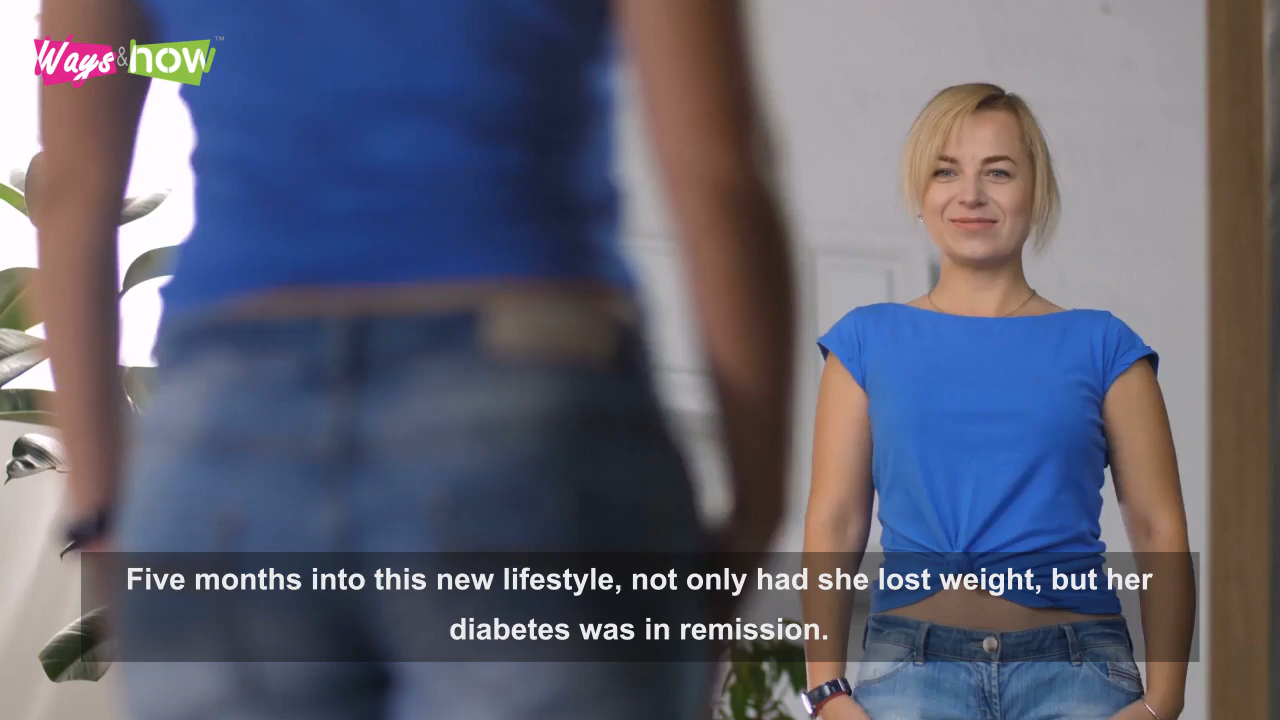 Ways & how ™
Five months into this new lifestyle, not only had she lost weight, but her
diabetes was in remission.